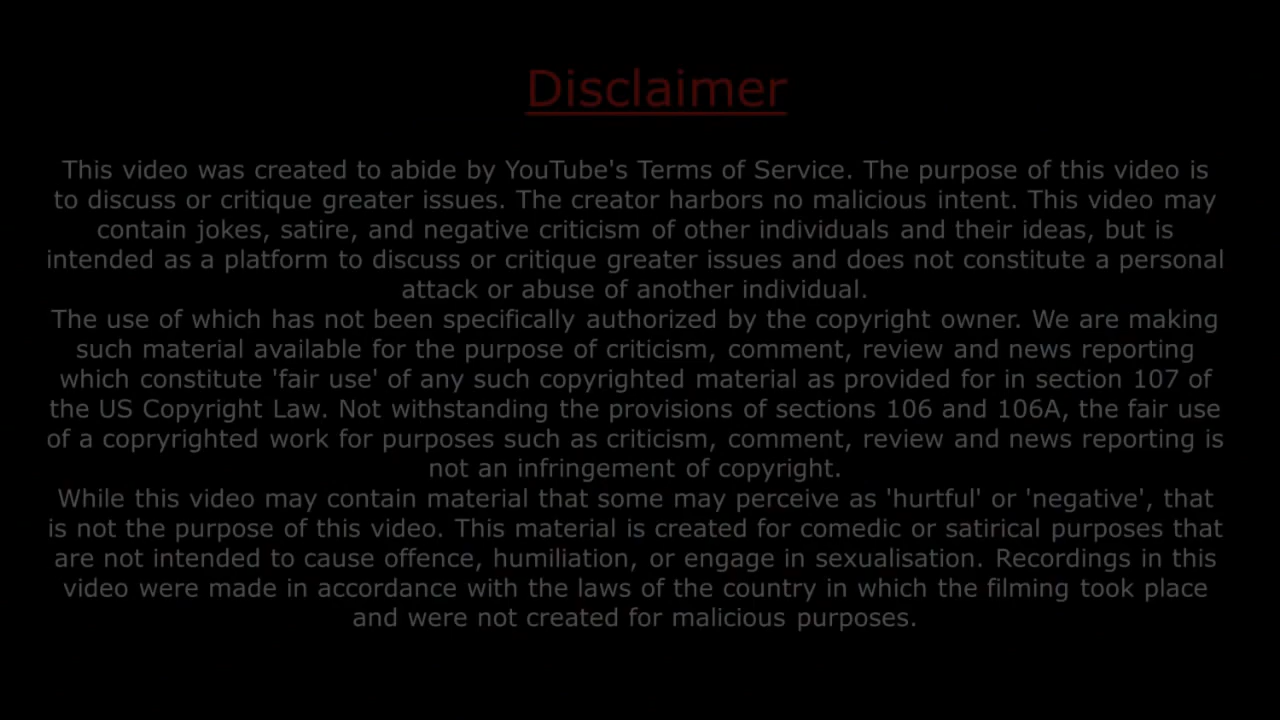 Disclaimer
This video was created to abide by YouTube's Terms of Service. The purpose of this video is
to discuss or critique greater issues. The creator harbors no malicious intent. This video may
contain jokes, satire, and negative criticism of other individuals and their ideas, but is
intended as a platform to discuss or critique greater issues and does not constitute a personal
attack or abuse of another individual.
The use of which has not been specifically authorized by the copyright owner. We are making
such material available for the purpose of criticism, comment, review and news reporting
which constitute 'fair use' of any such copyrighted material as provided for in section 107 of
the US Copyright Law. Not withstanding the provisions of sections 106 and 106A, the fair use
of a copryrighted work for purposes such as criticism, comment, review and news reporting is
not an infringement of copyright.
While this video may contain material that some may perceive as 'hurtful' or 'negative', that
is not the purpose of this video. This material is created for comedic or satirical purposes that
are not intended to cause offence, humiliation, or engage in sexualisation. Recordings in this
video were made in accordance with the laws of the country in which the filming took place
and were not created for malicious purposes.